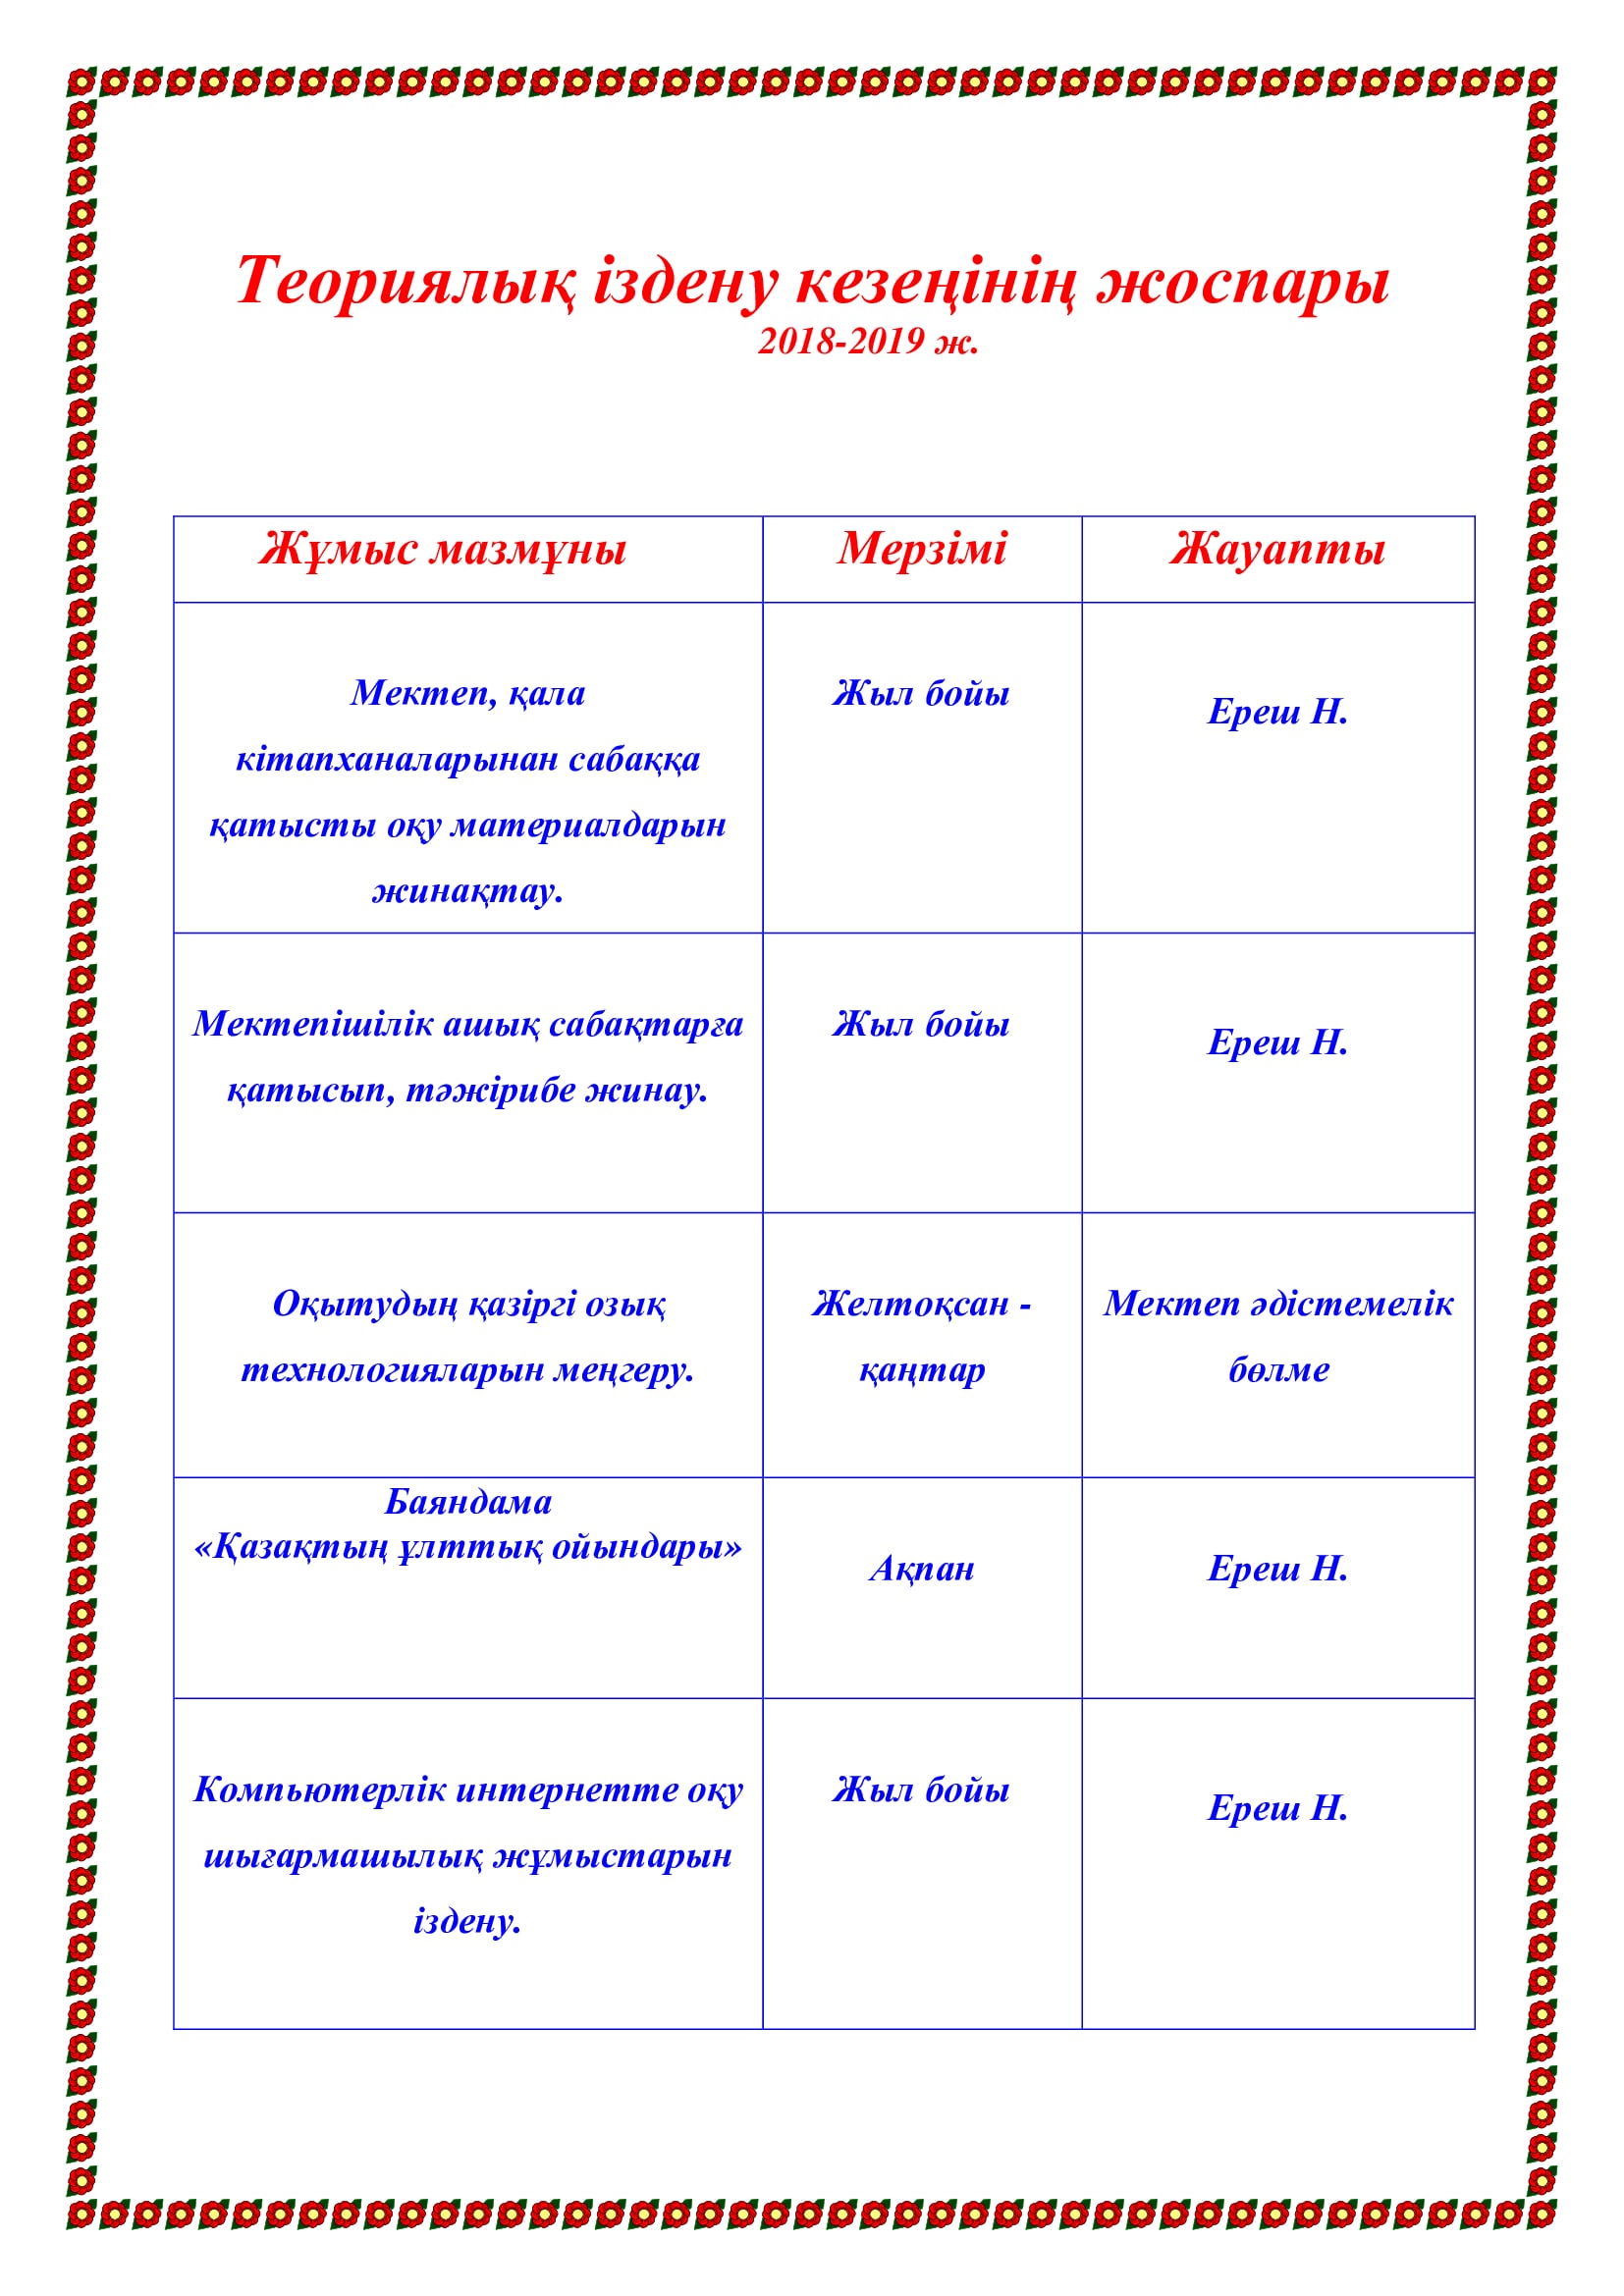 Теориялық іздену кезеңінің жоспары
2018-2019 ж.
Жұмыс мазмұны
Мерзімі
Жауапты
Мектеп, қала
кітапханаларынан сабаққа
қатысты оқу материалдарын
жинақтау.
Жыл бойы
Ереш Н.
Мектепішілік ашық сабақтарға
қатысып, тәжірибе жинау.
Жыл бойы
Ереш Н.
Оқытудың қазіргі озық
технологияларын меңгеру.
Желтоқсан -
қаңтар
Мектеп әдістемелік
бөлме
Баяндама
«Қазақтың ұлттық ойындары»
Ақпан
Ереш Н.
Компьютерлік интернетте оқу
шығармашылық жұмыстарын
іздену.
Жыл бойы
Ереш Н.